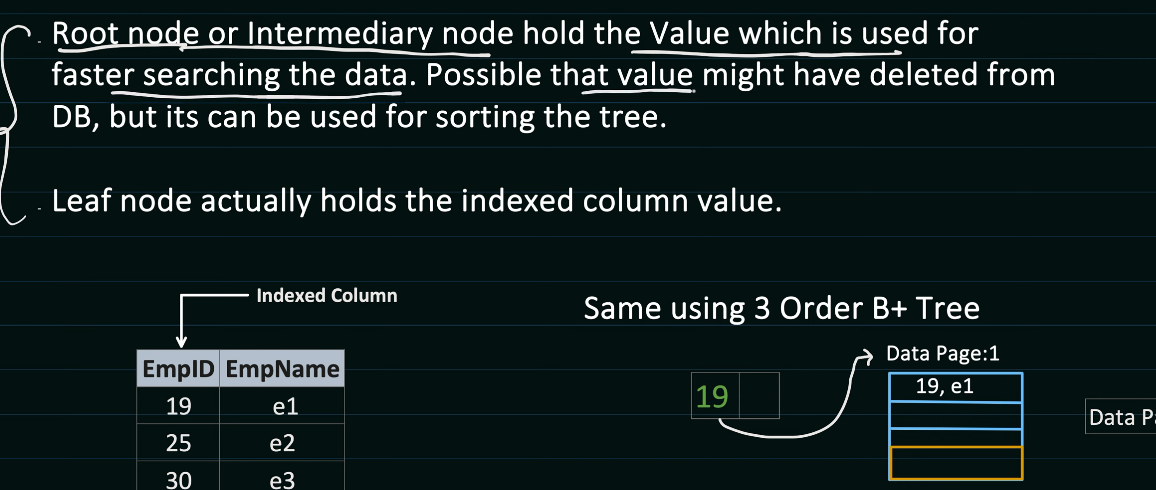 Root node or Intermediary node hold the Value which is used for
faster searching the data. Possible that value might have deleted from
DB, but its can be used for sorting the tree.
Leaf node actually holds the indexed column value.
Indexed Column
EmpID EmpName
19 e1
25 e2
30 e3
Same using 3 Order B+ Tree
19
Data Page:1
19, e1
Data